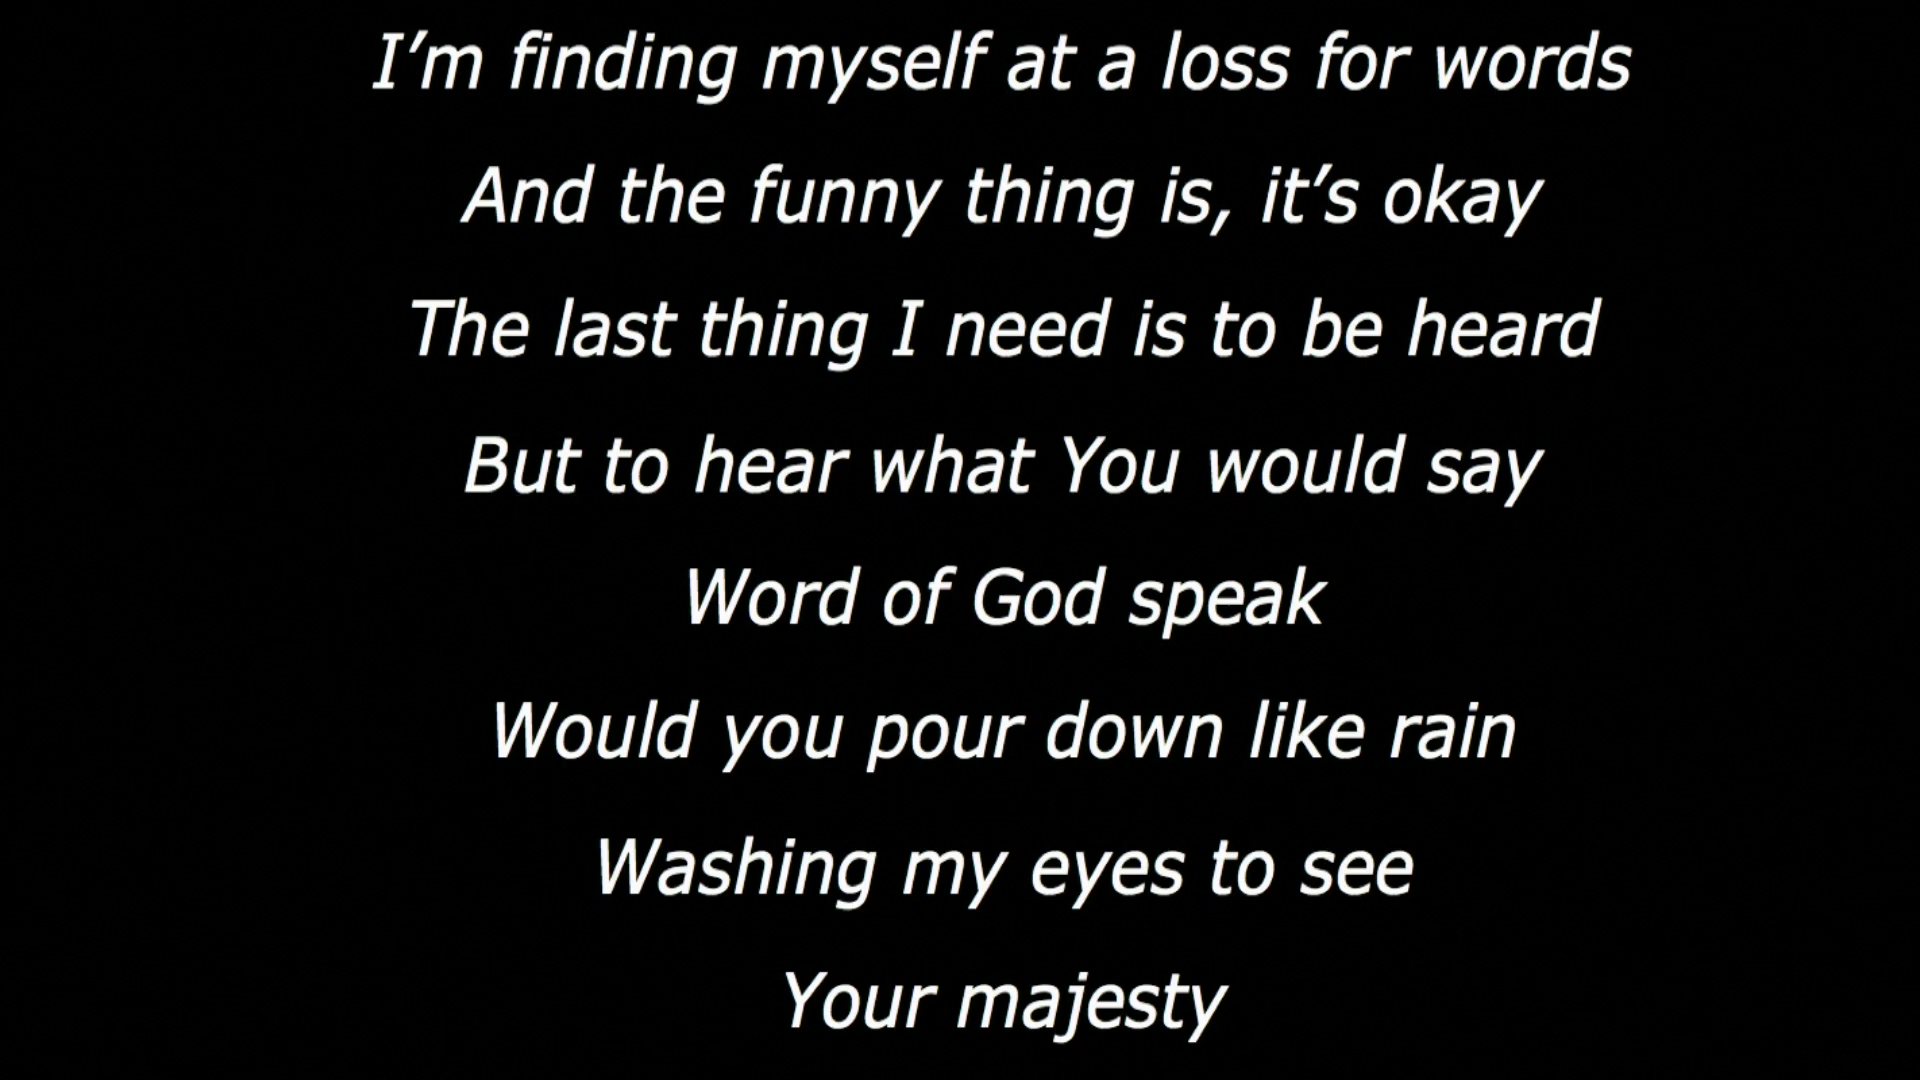 I’m finding myself at a loss for words
And the funny thing is, it’s okay
The last thing I need is to be heard
But to hear what You would say
Word of God speak
Would you pour down like rain
Washing my eyes to see
Your majesty